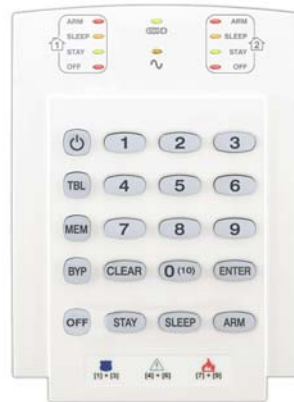 ARM ARM
SLEEP SLEEP
1 STAY STAY 2
OFF OFF
1 2 3
TBL 4 5 6
MEM 7 8 9
BYP CLEAR 0 (10) ENTER
OFF STAY SLEEP ARM
[1] + [3] [4] + [6] [7] + [9]